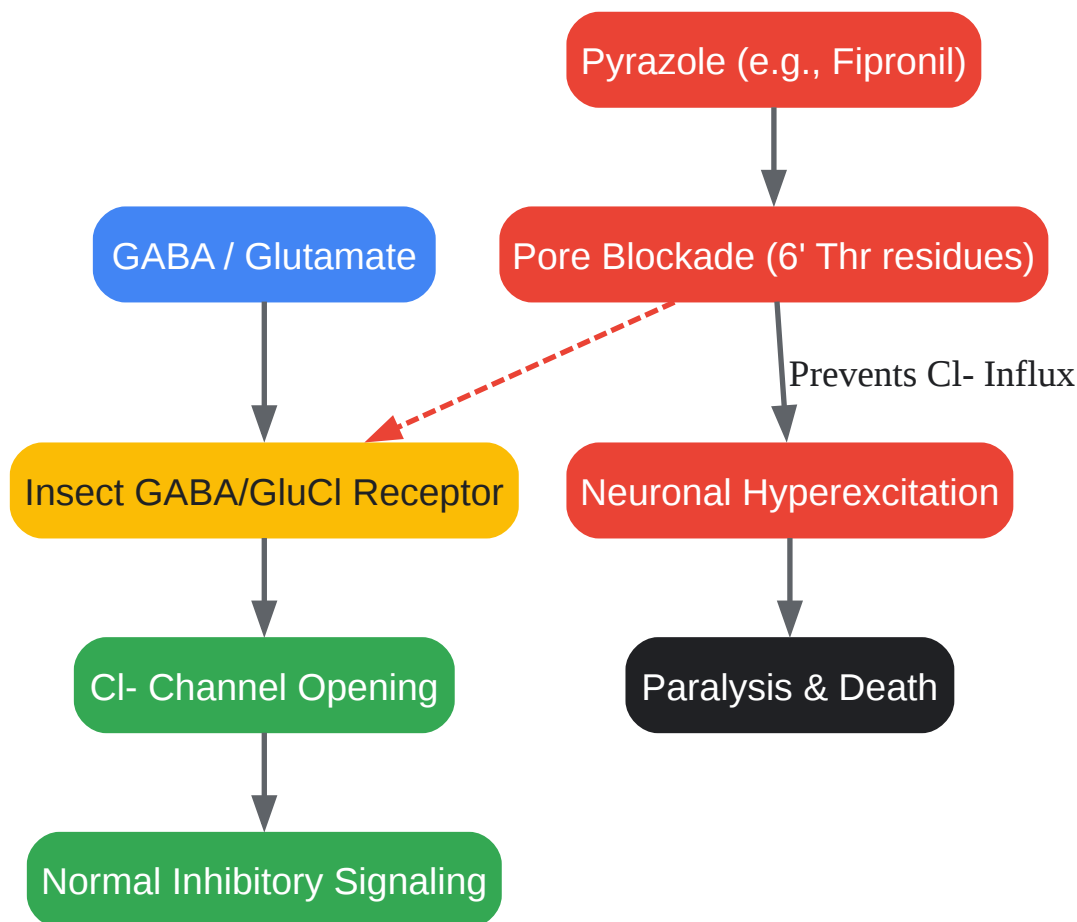 Pyrazole (e.g., Fipronil)
GABA / Glutamate
Pore Blockade (6' Thr residues)
Prevents Cl- Influx
Insect GABA/GluCl Receptor
Neuronal Hyperexcitation
Cl- Channel Opening
Paralysis & Death
Normal Inhibitory Signaling